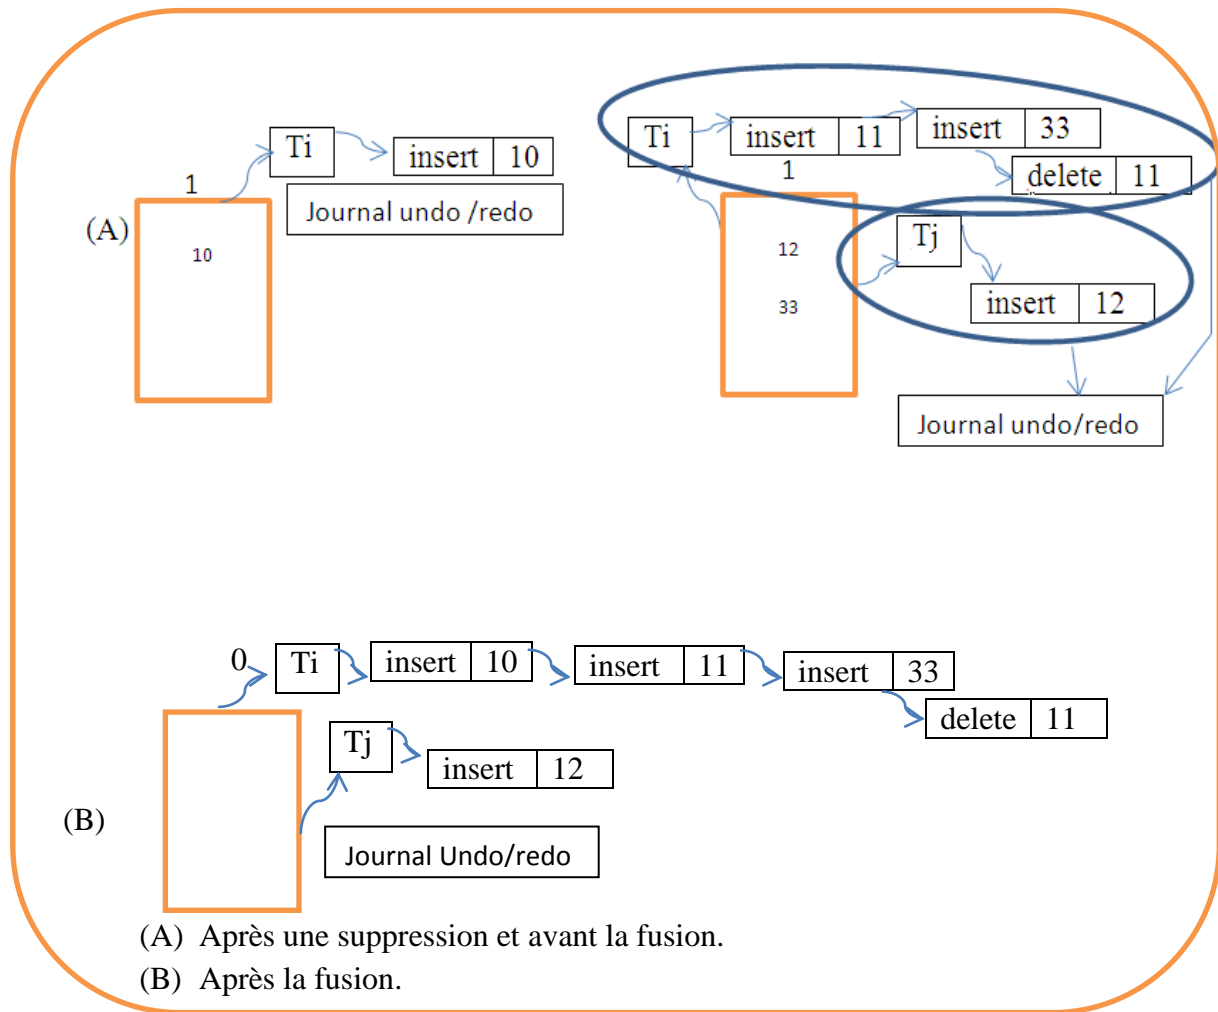 Ti
insert 10
1
Journal undo /redo
(A)
10
Ti
insert 11
insert 33
delete 11
1
12
33
Tj
insert 12
Journal undo/redo
0
Ti
insert 10
insert 11
insert 33
delete 11
Tj
insert 12
(B)
Journal Undo/redo
(A) Après une suppression et avant la fusion.
(B) Après la fusion.